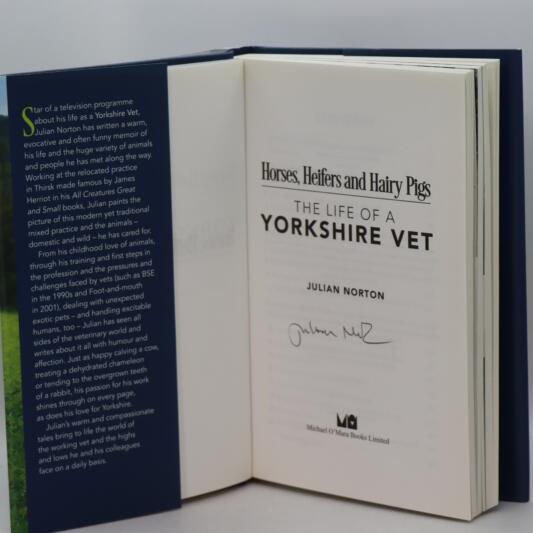 Star of a television programme
about his life as a Yorkshire Vet,
Julian Norton has written a warm,
evocative and often funny memoir of
his life and the huge variety of animals
and people he has met along the way.
Working at the relocated practice
in Thirsk made famous by James
Herriot in his All Creatures Great
and Small books, Julian paints the
picture of this modern yet traditional
mixed practice and the animals –
domestic and wild – he has cared for.
From his childhood love of animals,
through his training and first steps in
the profession and the pressures and
challenges faced by vets (such as BSE
in the 1990s and Foot-and-mouth
in 2001), dealing with unexpected
exotic pets – and handling excitable
humans, too – Julian has seen all
sides of the veterinary world and
writes about it all with humour and
affection. Just as happy calving a cow,
treating a dehydrated chameleon
or tending to the overgrown teeth
of a rabbit, his passion for his work
shines through on every page,
as does his love for Yorkshire.
Julian's warm and compassionate
tales bring to life the world of
the working vet and the highs
and lows he and his colleagues
face on a daily basis.
Horses, Heifers and Hairy Pigs
THE LIFE OF A
YORKSHIRE VET
JULIAN NORTON
Michael O'Mara Books Limited